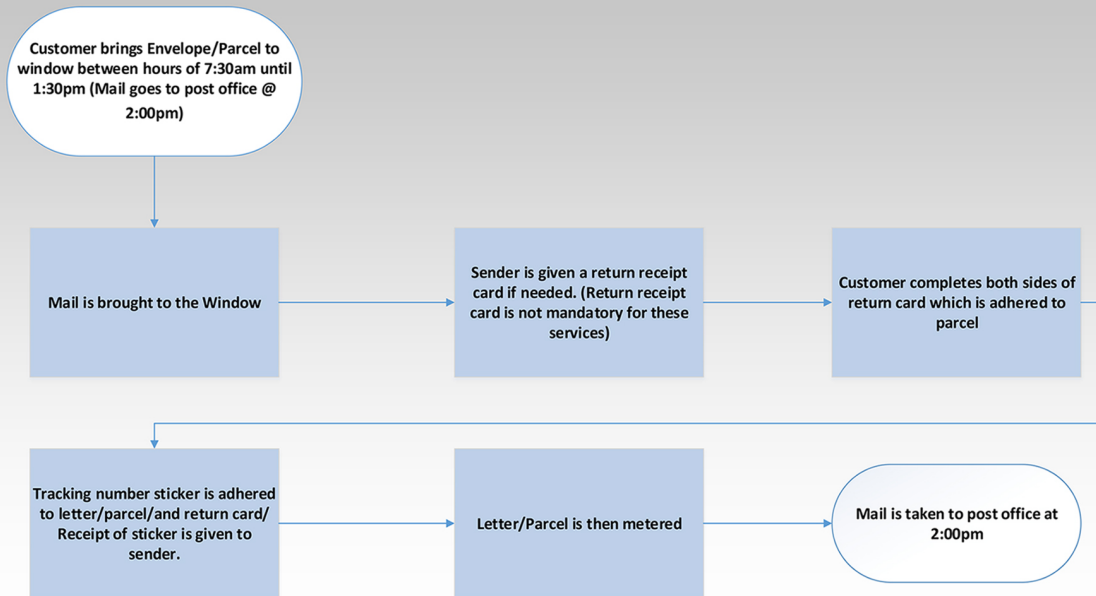 Customer brings Envelope/Parcel to
window between hours of 7:30am until
1:30pm (Mail goes to post office @
2:00pm)
Mail is brought to the Window
Sender is given a return receipt
card if needed. (Return receipt
card is not mandatory for these
services)
Customer completes both sides of
return card which is adhered to
parcel
Tracking number sticker is adhered
to letter/parcel/and return card/
Receipt of sticker is given to
sender.
Letter/Parcel is then metered
Mail is taken to post office at
2:00pm